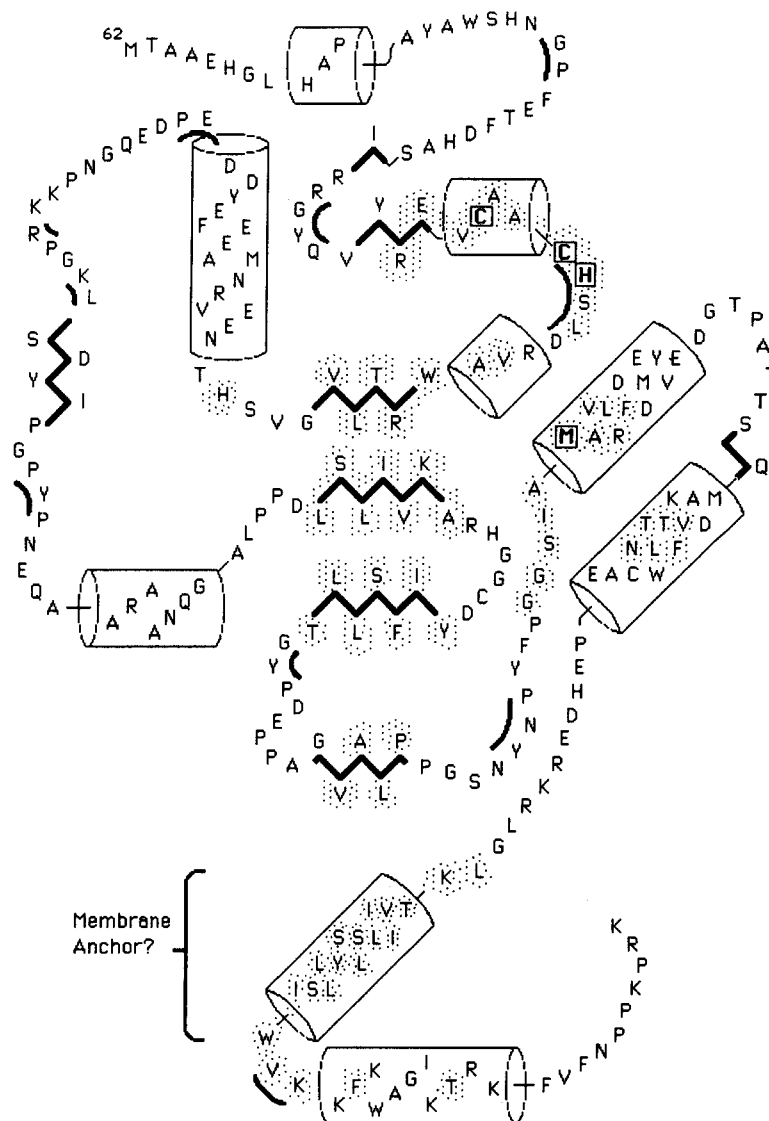 62 M T A A E H G L
H A P
A Y A W S H N G P F E T F D H A S
I
R R G Y Q V
Y R E
V C A A
C H S L D
R V A
W T R V L G
V S H T
N E E V R N M A E E F E Y D D
E P D E Q G N P K K R P G K L
S D Y I P
G P Y P N E Q A
A R A A N Q G
A L P P D
L S L I V K A
R H G G C D
Y I F S L L T
G Y P D E P P A
G V A L P
P G S N Y N P Y F P G G S I A
M A R
V L F D
D M V
E Y E
D G T P A T T S Q
K A M
T T V D
N L F
E A C W
P E H D E R K R L G L K
I V T
S S L I
L Y L
I S L
W V K
K F K W A G I K T R K
F V F N P P K P R K
Membrane
Anchor?